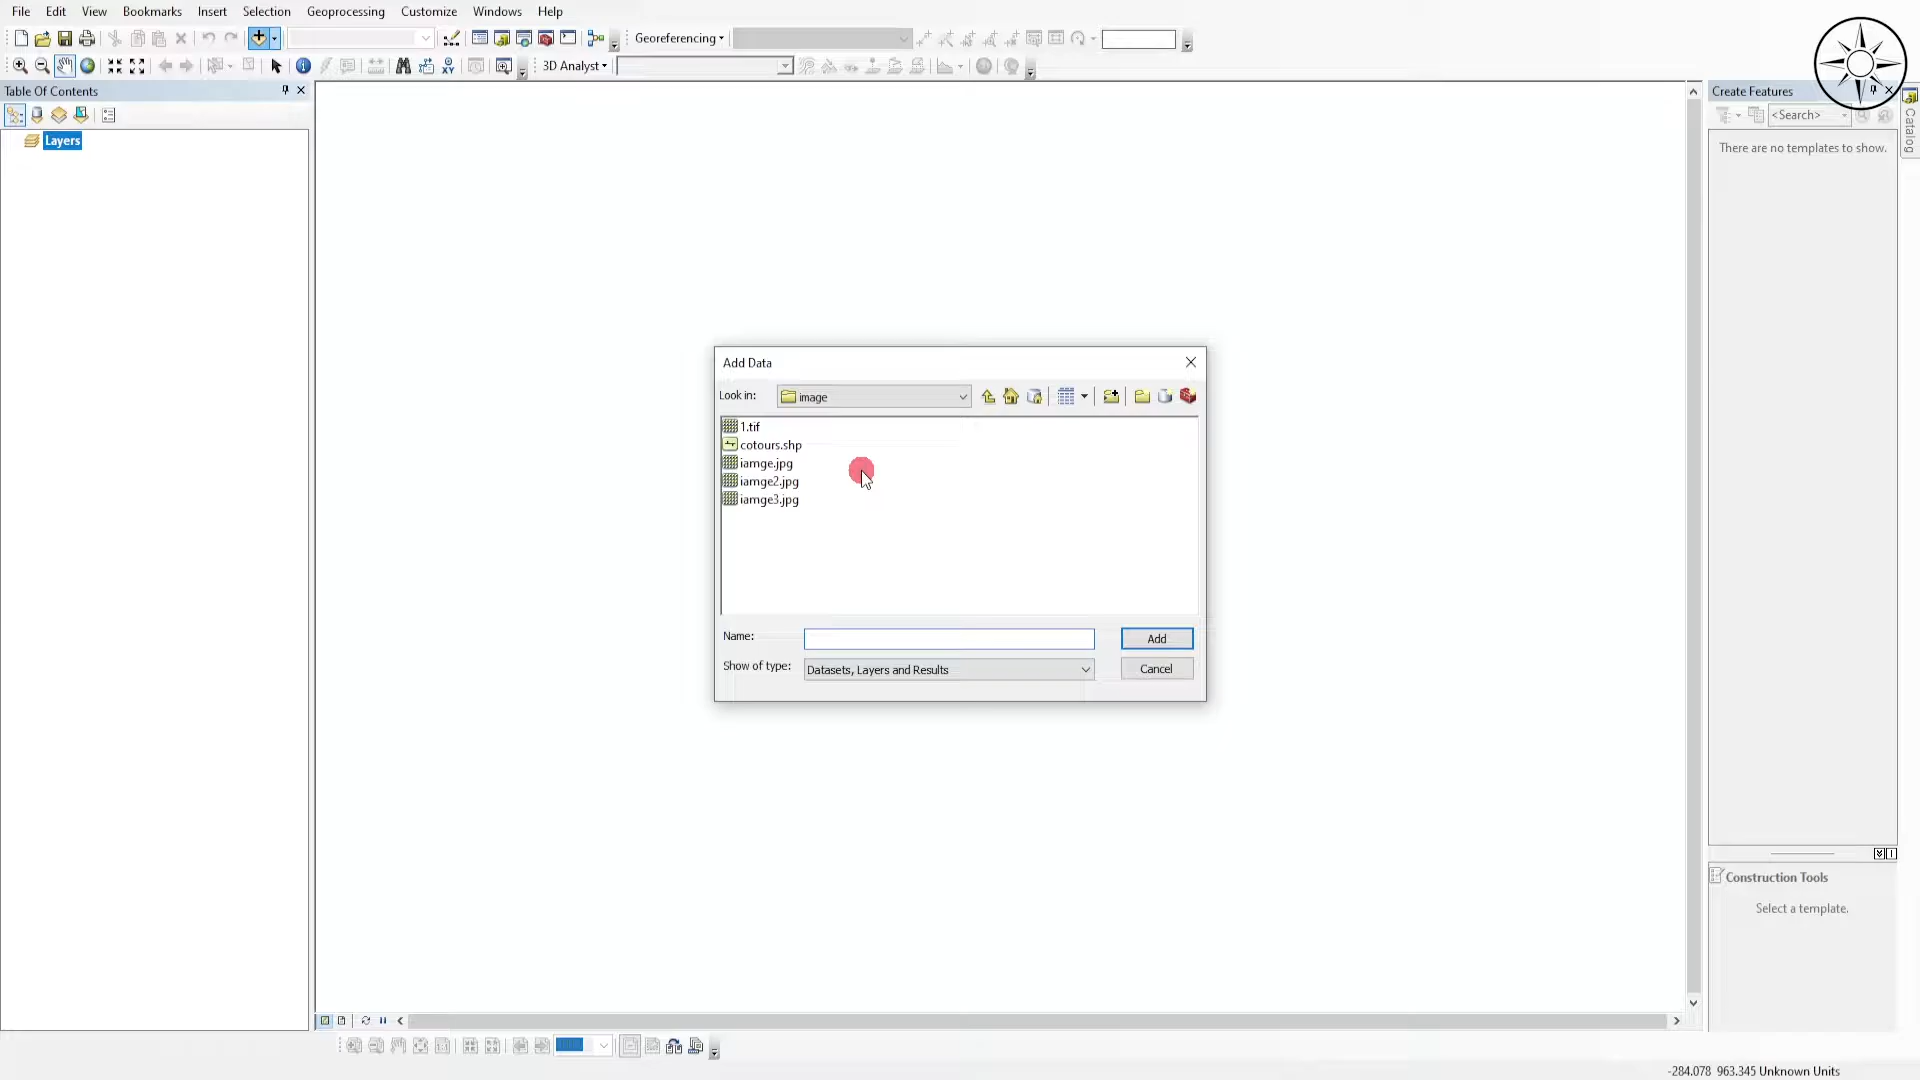 File Edit View Bookmarks Insert Selection Geoprocessing Customize Windows Help
Georeferencing
3D Analyst
Table Of Contents
Layers
Create Features
<Search>
There are no templates to show.
Catalog
Add Data
Look in: image
1.tif
cotours.shp
iamge.jpg
iamge2.jpg
iamge3.jpg
Name:
Add
Show of type: Datasets, Layers and Results
Cancel
Construction Tools
Select a template.
-284.078 963.345 Unknown Units